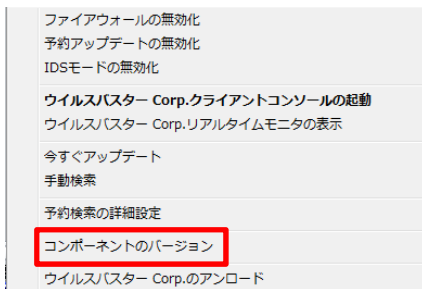 ファイアウォールの無効化
予約アップデートの無効化
IDSモードの無効化
ウイルスバスター Corp.クライアントコンソールの起動
ウイルスバスター Corp.リアルタイムモニタの表示
今すぐアップデート
手動検索
予約検索の詳細設定
コンポーネントのバージョン
ウイルスバスター Corp.のアンロード